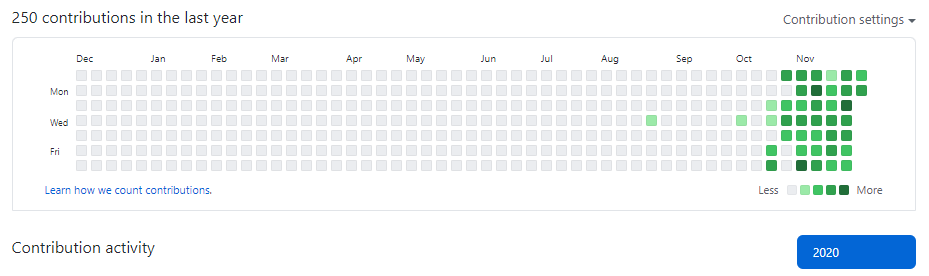 250 contributions in the last year
Contribution settings
Dec Jan Feb Mar Apr May Jun Jul Aug Sep Oct Nov
Mon
Wed
Fri
Learn how we count contributions.
Less More
Contribution activity
2020